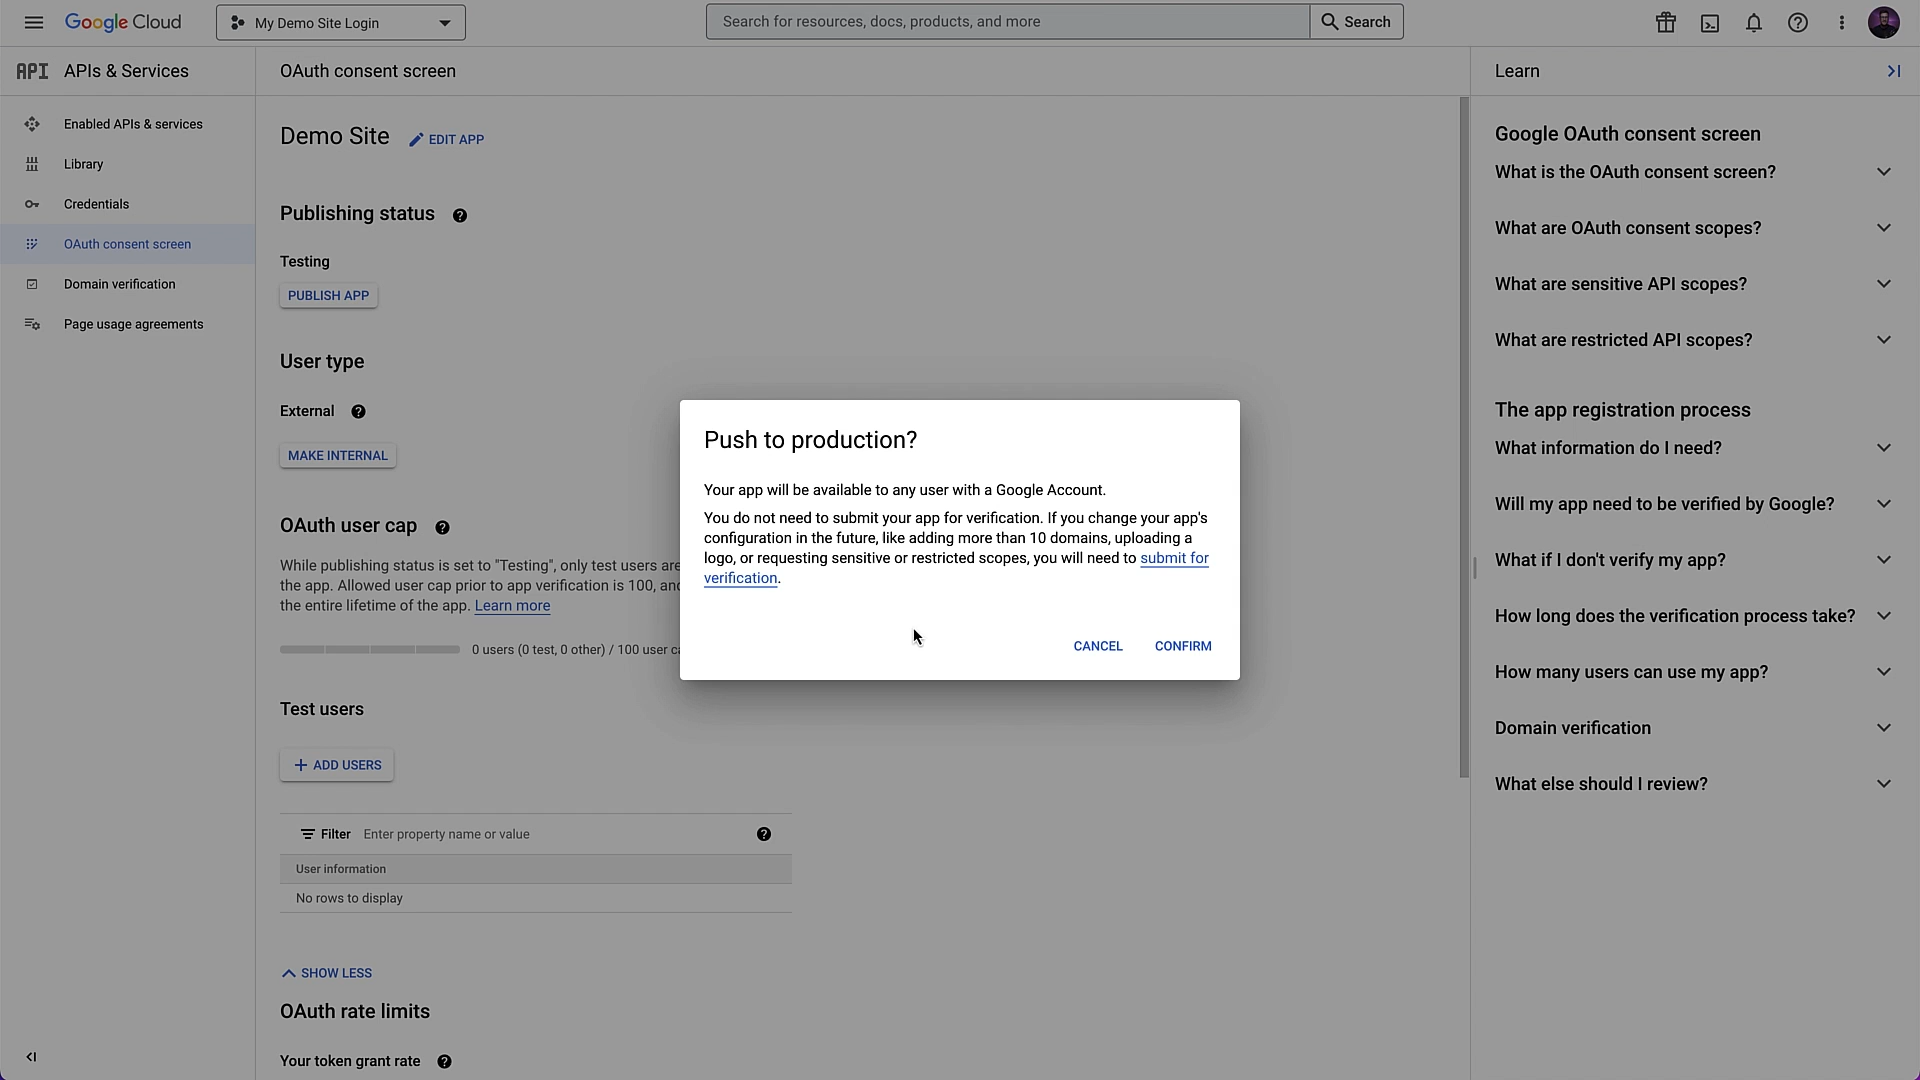 Google Cloud
My Demo Site Login
Search for resources, docs, products, and more
Search
API
APIs & Services
OAuth consent screen
Learn
Enabled APIs & services
Library
Credentials
OAuth consent screen
Domain verification
Page usage agreements
Demo Site
EDIT APP
Publishing status
Testing
PUBLISH APP
User type
External
MAKE INTERNAL
OAuth user cap
While publishing status is set to "Testing", only test users are
the app. Allowed user cap prior to app verification is 100, and
the entire lifetime of the app. Learn more
0 users (0 test, 0 other) / 100 user
Test users
+ ADD USERS
Filter Enter property name or value
User information
No rows to display
SHOW LESS
OAuth rate limits
Your token grant rate
Push to production?
Your app will be available to any user with a Google Account.
You do not need to submit your app for verification. If you change your app's
configuration in the future, like adding more than 10 domains, uploading a
logo, or requesting sensitive or restricted scopes, you will need to submit for
verification.
CANCEL
CONFIRM
Google OAuth consent screen
What is the OAuth consent screen?
What are OAuth consent scopes?
What are sensitive API scopes?
What are restricted API scopes?
The app registration process
What information do I need?
Will my app need to be verified by Google?
What if I don't verify my app?
How long does the verification process take?
How many users can use my app?
Domain verification
What else should I review?